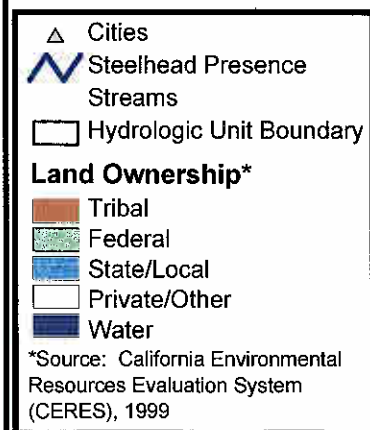 Cities
Steelhead Presence
Streams
Hydrologic Unit Boundary
Land Ownership*
Tribal
Federal
State/Local
Private/Other
Water
*Source: California Environmental
Resources Evaluation System
(CERES), 1999